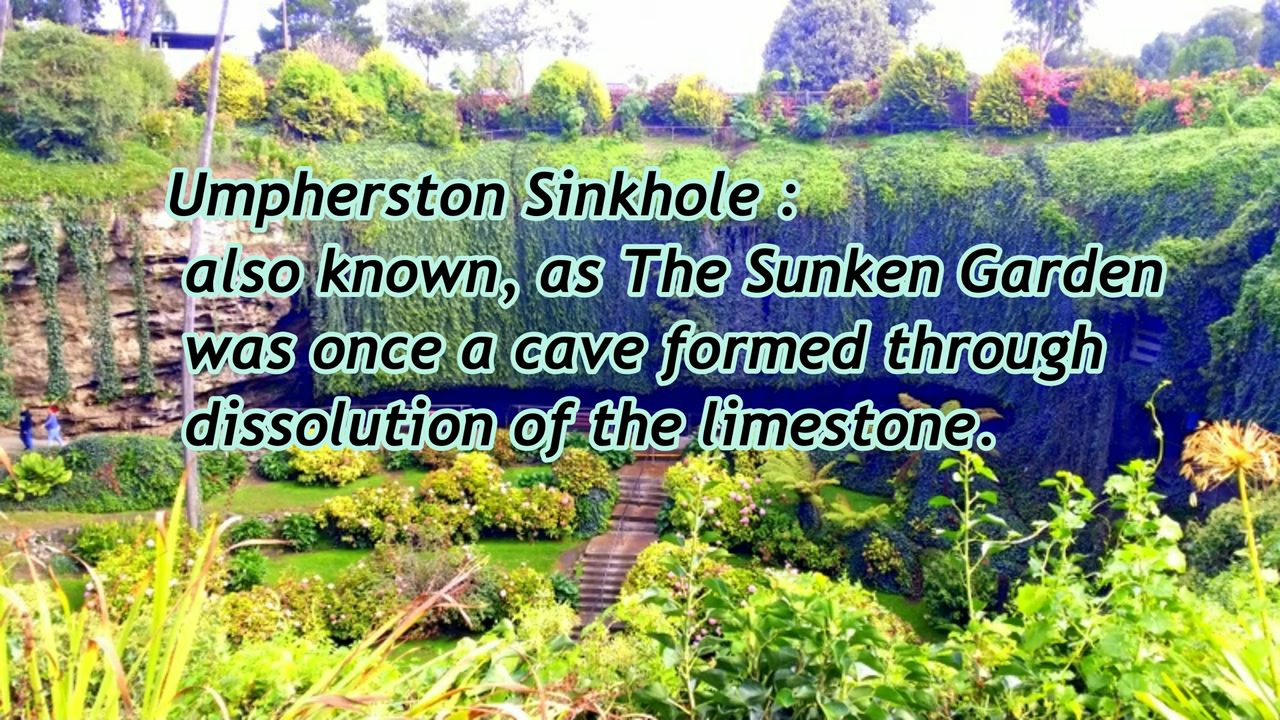 Umpherston Sinkhole :
also known, as The Sunken Garden
was once a cave formed through
dissolution of the limestone.